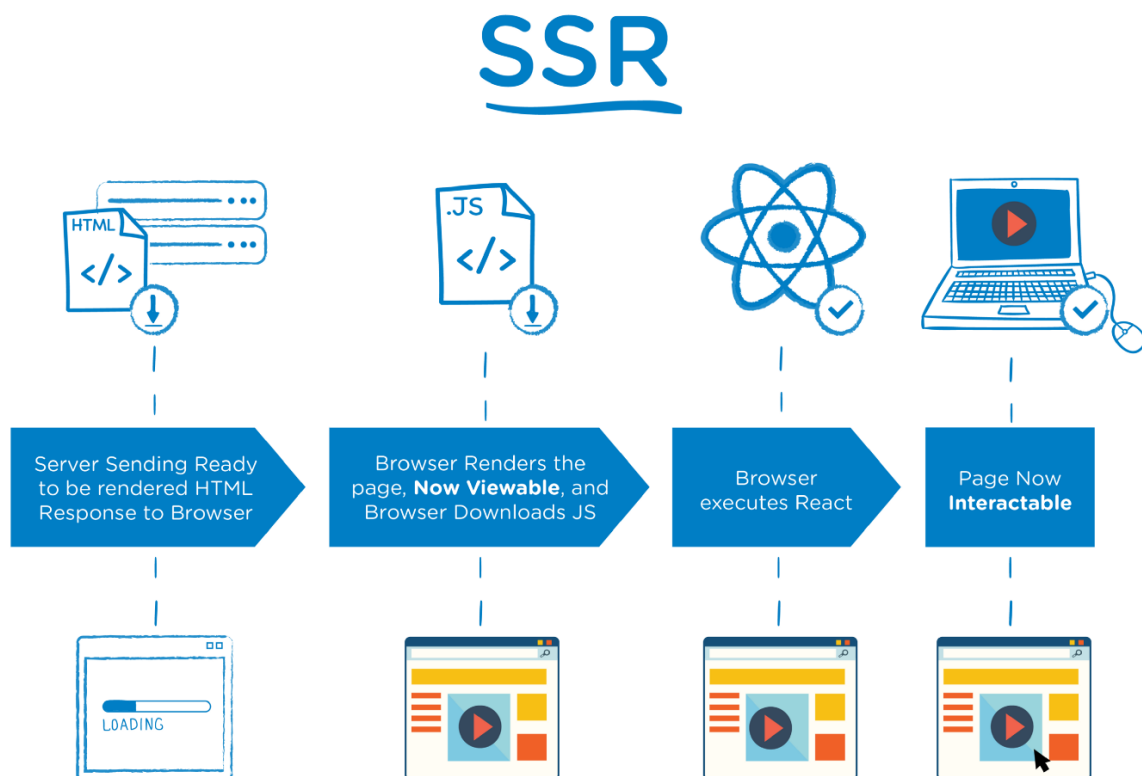 SSR
HTML
</>
.JS
</>
Server Sending Ready
to be rendered HTML
Response to Browser
Browser Renders the
page, Now Viewable, and
Browser Downloads JS
Browser
executes React
Page Now
Interactable
LOADING